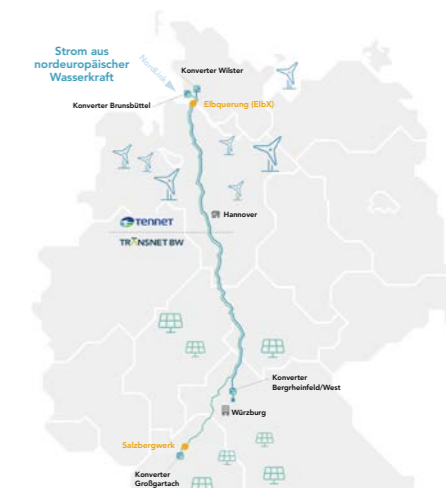 Strom aus
nordeuropäischer
Wasserkraft
NordLink
Konverter Wilster
Konverter Brunsbüttel
Elbquerung (ElbX)
Hannover
TENNET
TRANSNET BW
Konverter
Bergrheinfeld/West
Würzburg
Salzbergwerk
Konverter
Großgartach